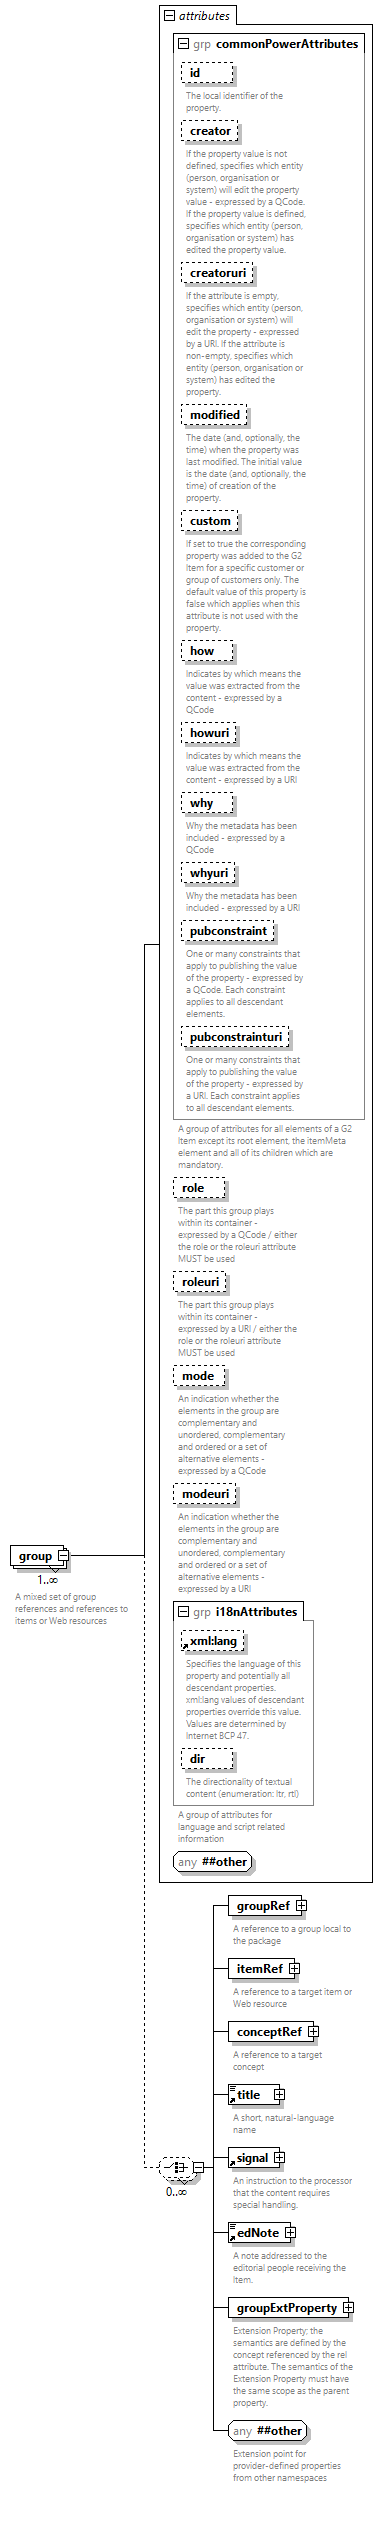 attributes
grp commonPowerAttributes
id
The local identifier of the
property.
creator
If the property value is not
defined, specifies which entity
(person, organisation or
system) will edit the property
value - expressed by a QCode.
If the property value is defined,
specifies which entity (person,
organisation or system) has
edited the property value.
creatoruri
If the attribute is empty,
specifies which entity (person,
organisation or system) will
edit the property - expressed
by a URI. If the attribute is
non-empty, specifies which
entity (person, organisation or
system) has edited the
property.
modified
The date (and, optionally, the
time) when the property was
last modified. The initial value
is the date (and, optionally, the
time) of creation of the
property.
custom
If set to true the corresponding
property was added to the G2
Item for a specific customer or
group of customers only. The
default value of this property is
false which applies when this
attribute is not used with the
property.
how
Indicates by which means the
value was extracted from the
content - expressed by a
QCode
howuri
Indicates by which means the
value was extracted from the
content - expressed by a URI
why
Why the metadata has been
included - expressed by a
QCode
whyuri
Why the metadata has been
included - expressed by a URI
pubconstraint
One or many constraints that
apply to publishing the value
of the property - expressed by
a QCode. Each constraint
applies to all descendant
elements.
pubconstrainturi
One or many constraints that
apply to publishing the value
of the property - expressed by
a URI. Each constraint applies
to all descendant elements.
A group of attributes for all elements of a G2
Item except its root element, the itemMeta
element and all of its children which are
mandatory.
role
The part this group plays
within its container -
expressed by a QCode / either
the role or the roleuri attribute
MUST be used
roleuri
The part this group plays
within its container -
expressed by a URI / either the
role or the roleuri attribute
MUST be used
mode
An indication whether the
elements in the group are
complementary and
unordered, complementary
and ordered or a set of
alternative elements -
expressed by a QCode
modeuri
An indication whether the
elements in the group are
complementary and
unordered, complementary
and ordered or a set of
alternative elements -
expressed by a URI
group
1..∞
A mixed set of group
references and references to
items or Web resources
grp i18nAttributes
xml:lang
Specifies the language of this
property and potentially all
descendant properties.
xml:lang values of descendant
properties override this value.
Values are determined by
Internet BCP 47.
dir
The directionality of textual
content (enumeration: ltr, rtl)
A group of attributes for
language and script related
information
any ##other
groupRef
A reference to a group local to
the package
itemRef
A reference to a target item or
Web resource
conceptRef
A reference to a target
concept
title
A short, natural-language
name
signal
0..∞
An instruction to the processor
that the content requires
special handling.
edNote
A note addressed to the
editorial people receiving the
Item.
groupExtProperty
Extension Property: the
semantics are defined by the
concept referenced by the rel
attribute. The semantics of the
Extension Property must have
the same scope as the parent
property.
any ##other
Extension point for
provider-defined properties
from other namespaces